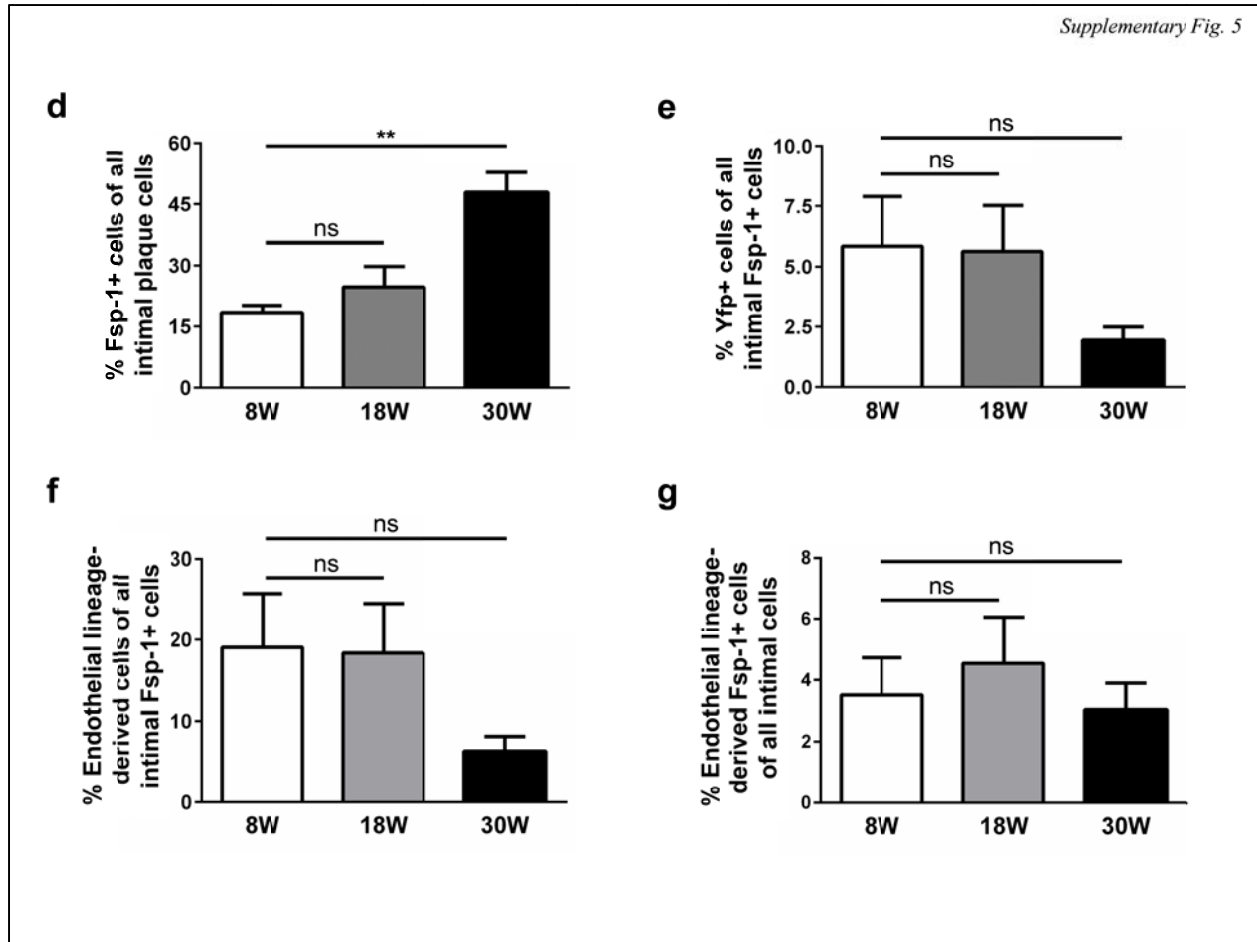 Supplementary Fig. 5
d
% Fsp-1+ cells of all
intimal plaque cells
60
45
30
15
0
**
ns
8W
18W
30W
e
% Yfp+ cells of all
intimal Fsp-1+ cells
10.0
7.5
5.0
2.5
0.0
ns
ns
8W
18W
30W
f
% Endothelial lineage-
derived cells of all
intimal Fsp-1+ cells
30
20
10
0
ns
ns
8W
18W
30W
g
% Endothelial lineage-
derived Fsp-1+ cells
of all intimal cells
8
6
4
2
0
ns
ns
8W
18W
30W